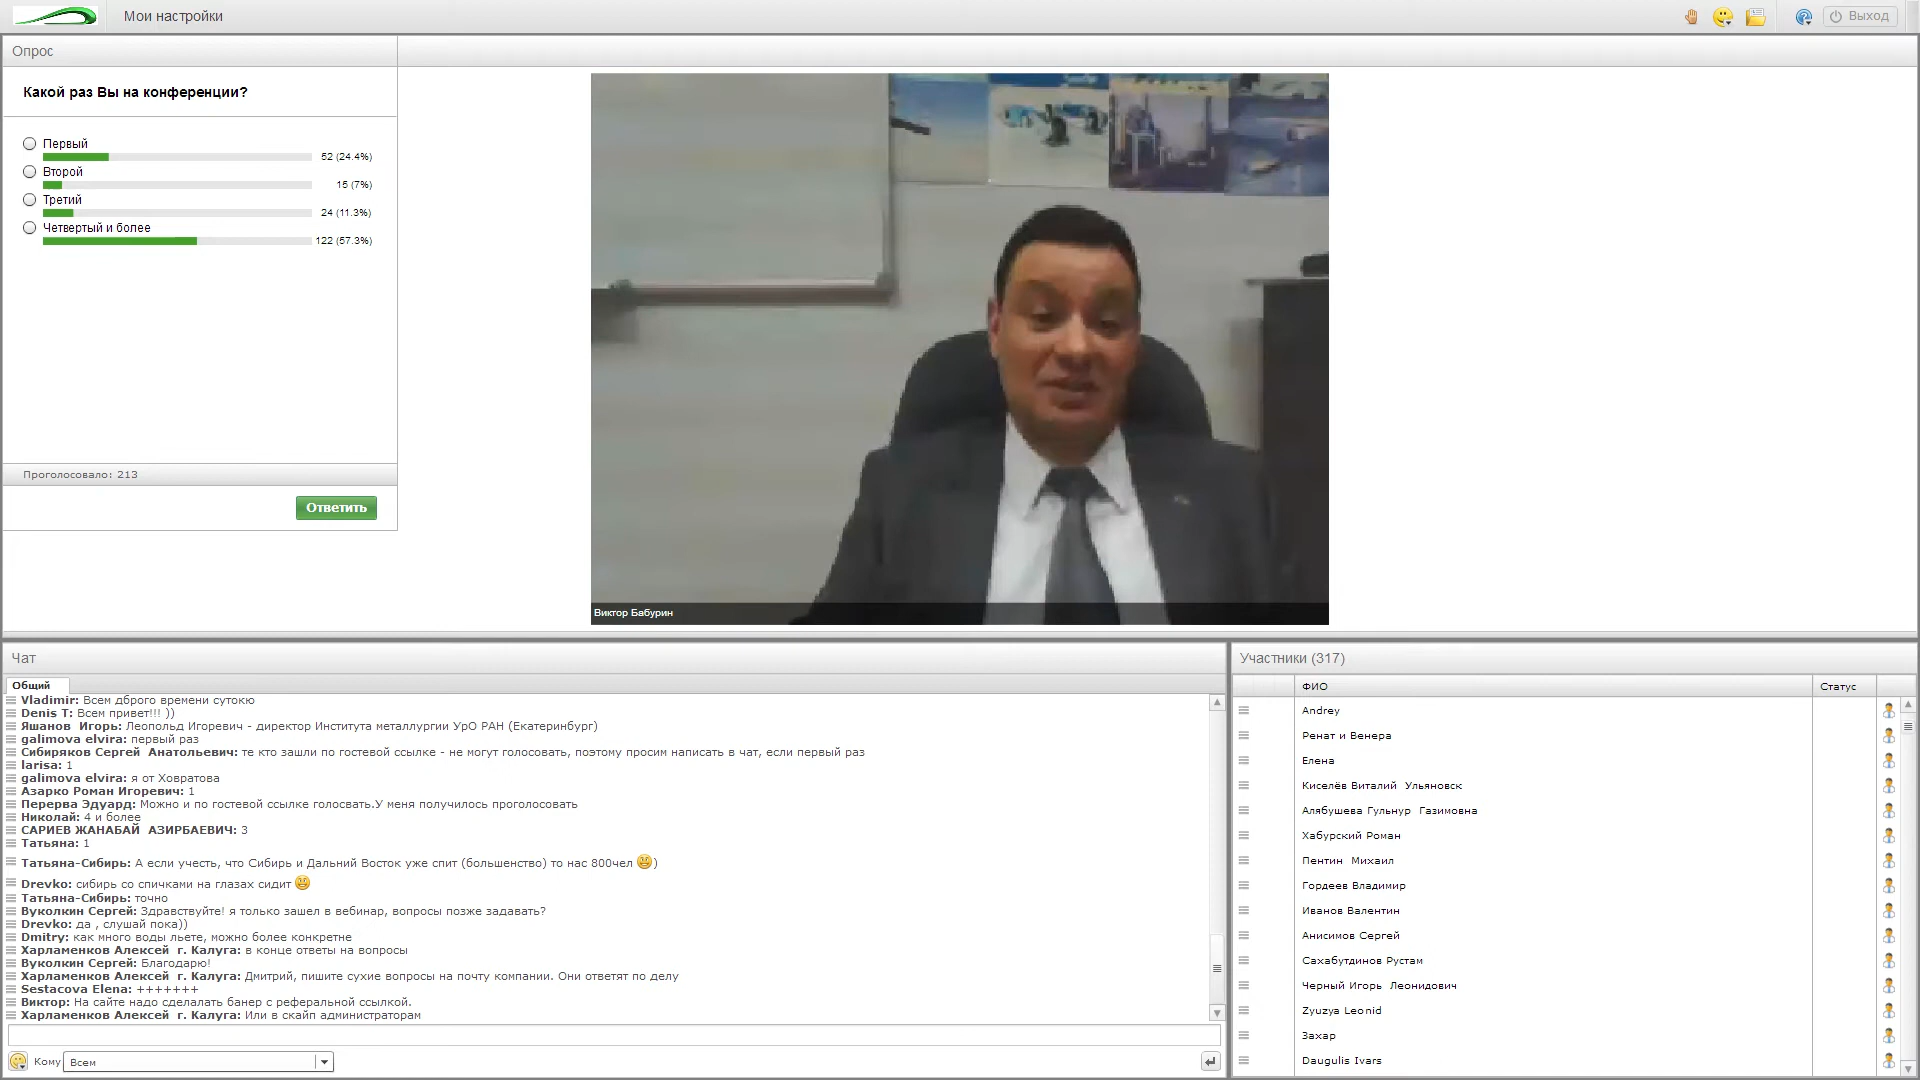 Мои настройки
Выход
Опрос
Какой раз Вы на конференции?
Первый
52 (24.4%)
Второй
15 (7%)
Третий
24 (11.3%)
Четвертый и более
122 (57.3%)
Проголосовало: 213
Ответить
Виктор Бабурин
Чат
Общий
Vladimir: Всем дброго времени сутокю
Denis T: Всем привет!!! ))
Яшанов Игорь: Леопольд Игоревич - директор Института металлургии УрО РАН (Екатеринбург)
galimova elvira: первый раз
Сибиряков Сергей Анатольевич: те кто зашли по гостевой ссылке - не могут голосовать, поэтому просим написать в чат, если первый раз
larisa: 1
galimova elvira: я от Ховратова
Азарко Роман Игоревич: 1
Перерва Эдуард: Можно и по гостевой ссылке голосвать.У меня получилось проголосовать
Николай: 4 и более
САРИЕВ ЖАНАБАЙ АЗИРБАЕВИЧ: 3
Татьяна: 1
Татьяна-Сибирь: А если учесть, что Сибирь и Дальний Восток уже спит (большенство) то нас 800чел )
Drevko: сибирь со спичками на глазах сидит
Татьяна-Сибирь: точно
Вуколкин Сергей: Здравствуйте! я только зашел в вебинар, вопросы позже задавать?
Drevko: да , слушай пока))
Dmitry: как много воды льете, можно более конкретне
Харламенков Алексей г. Калуга: в конце ответы на вопросы
Вуколкин Сергей: Благодарю!
Харламенков Алексей г. Калуга: Дмитрий, пишите сухие вопросы на почту компании. Они ответят по делу
Sestacova Elena: +++++++
Виктор: На сайте надо сделалать банер с реферальной ссылкой.
Харламенков Алексей г. Калуга: Или в скайп администраторам
Кому
Всем
Участники (317)
ФИО
Статус
Andrey
Ренат и Венера
Елена
Киселёв Виталий Ульяновск
Алябушева Гульнур Газимовна
Хабурский Роман
Пентин Михаил
Гордеев Владимир
Иванов Валентин
Анисимов Сергей
Сахабутдинов Рустам
Черный Игорь Леонидович
Zyuzya Leonid
Захар
Daugulis Ivars